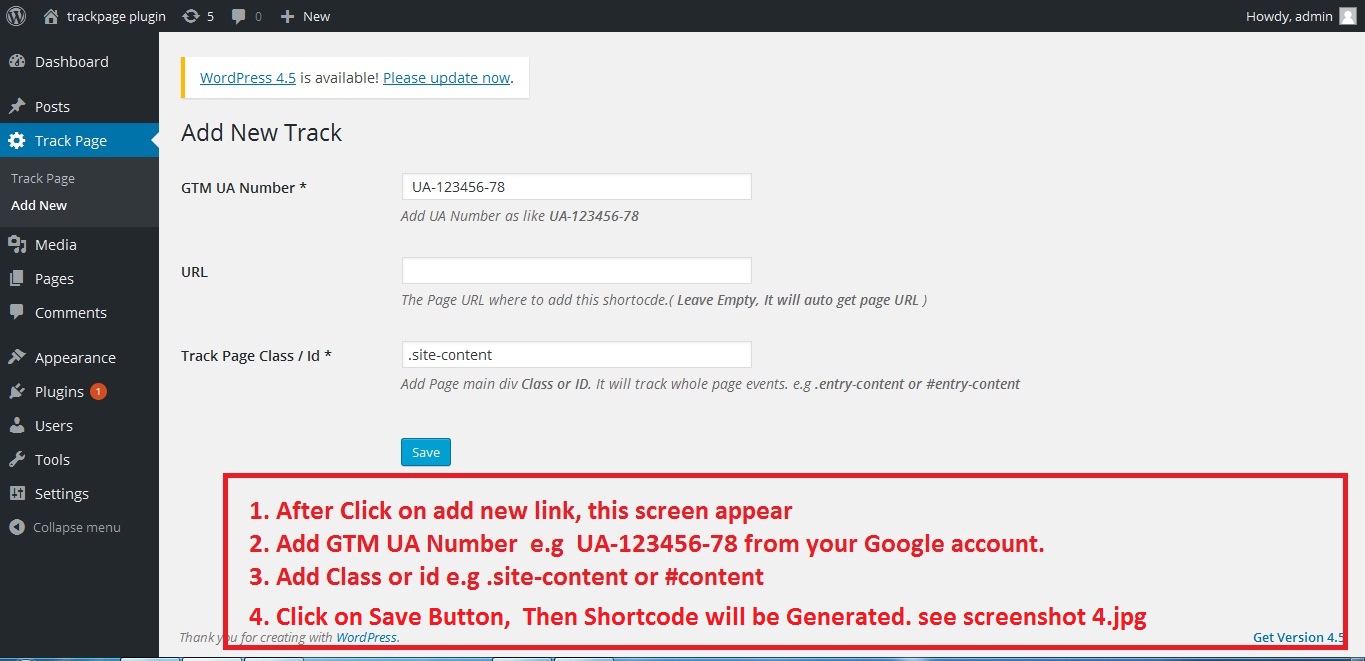 trackpage plugin 5 0 New Howdy, admin
Dashboard
Posts
Track Page
Track Page
Add New
Media
Pages
Comments
Appearance
Plugins 1
Users
Tools
Settings
Collapse menu
WordPress 4.5 is available! Please update now.
Add New Track
GTM UA Number * UA-123456-78
Add UA Number as like UA-123456-78
URL
The Page URL where to add this shortocde.( Leave Empty, It will auto get page URL )
Track Page Class / Id * .site-content
Add Page main div Class or ID. It will track whole page events. e.g .entry-content or #entry-content
Save
1. After Click on add new link, this screen appear
2. Add GTM UA Number e.g UA-123456-78 from your Google account.
3. Add Class or id e.g .site-content or #content
4. Click on Save Button, Then Shortcode will be Generated. see screenshot 4.jpg
Thank you for creating with WordPress. Get Version 4.5